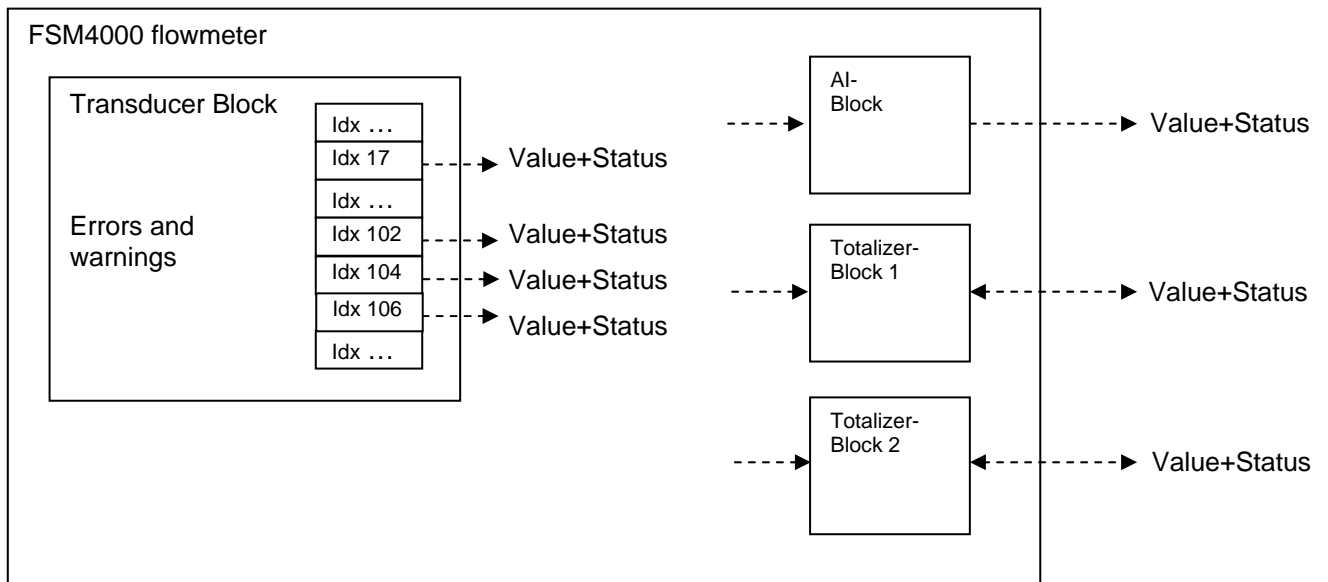 FSM4000 flowmeter
Transducer Block
Errors and
warnings
Idx …
Idx 17
Idx …
Idx 102
Idx 104
Idx 106
Idx …
Value+Status
Value+Status
Value+Status
Value+Status
AI-
Block
Value+Status
Totalizer-
Block 1
Value+Status
Totalizer-
Block 2
Value+Status